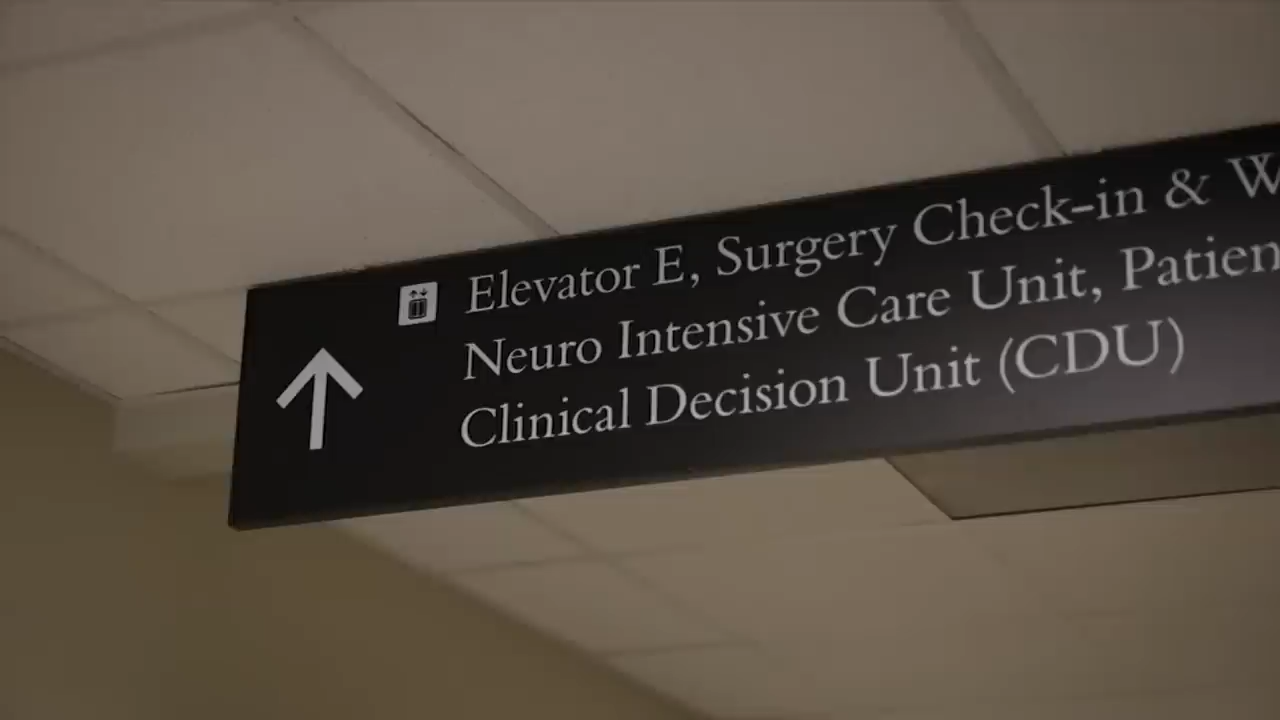 Elevator E, Surgery Check-in &
Neuro Intensive Care Unit,
Clinical Decision Unit (CDU)